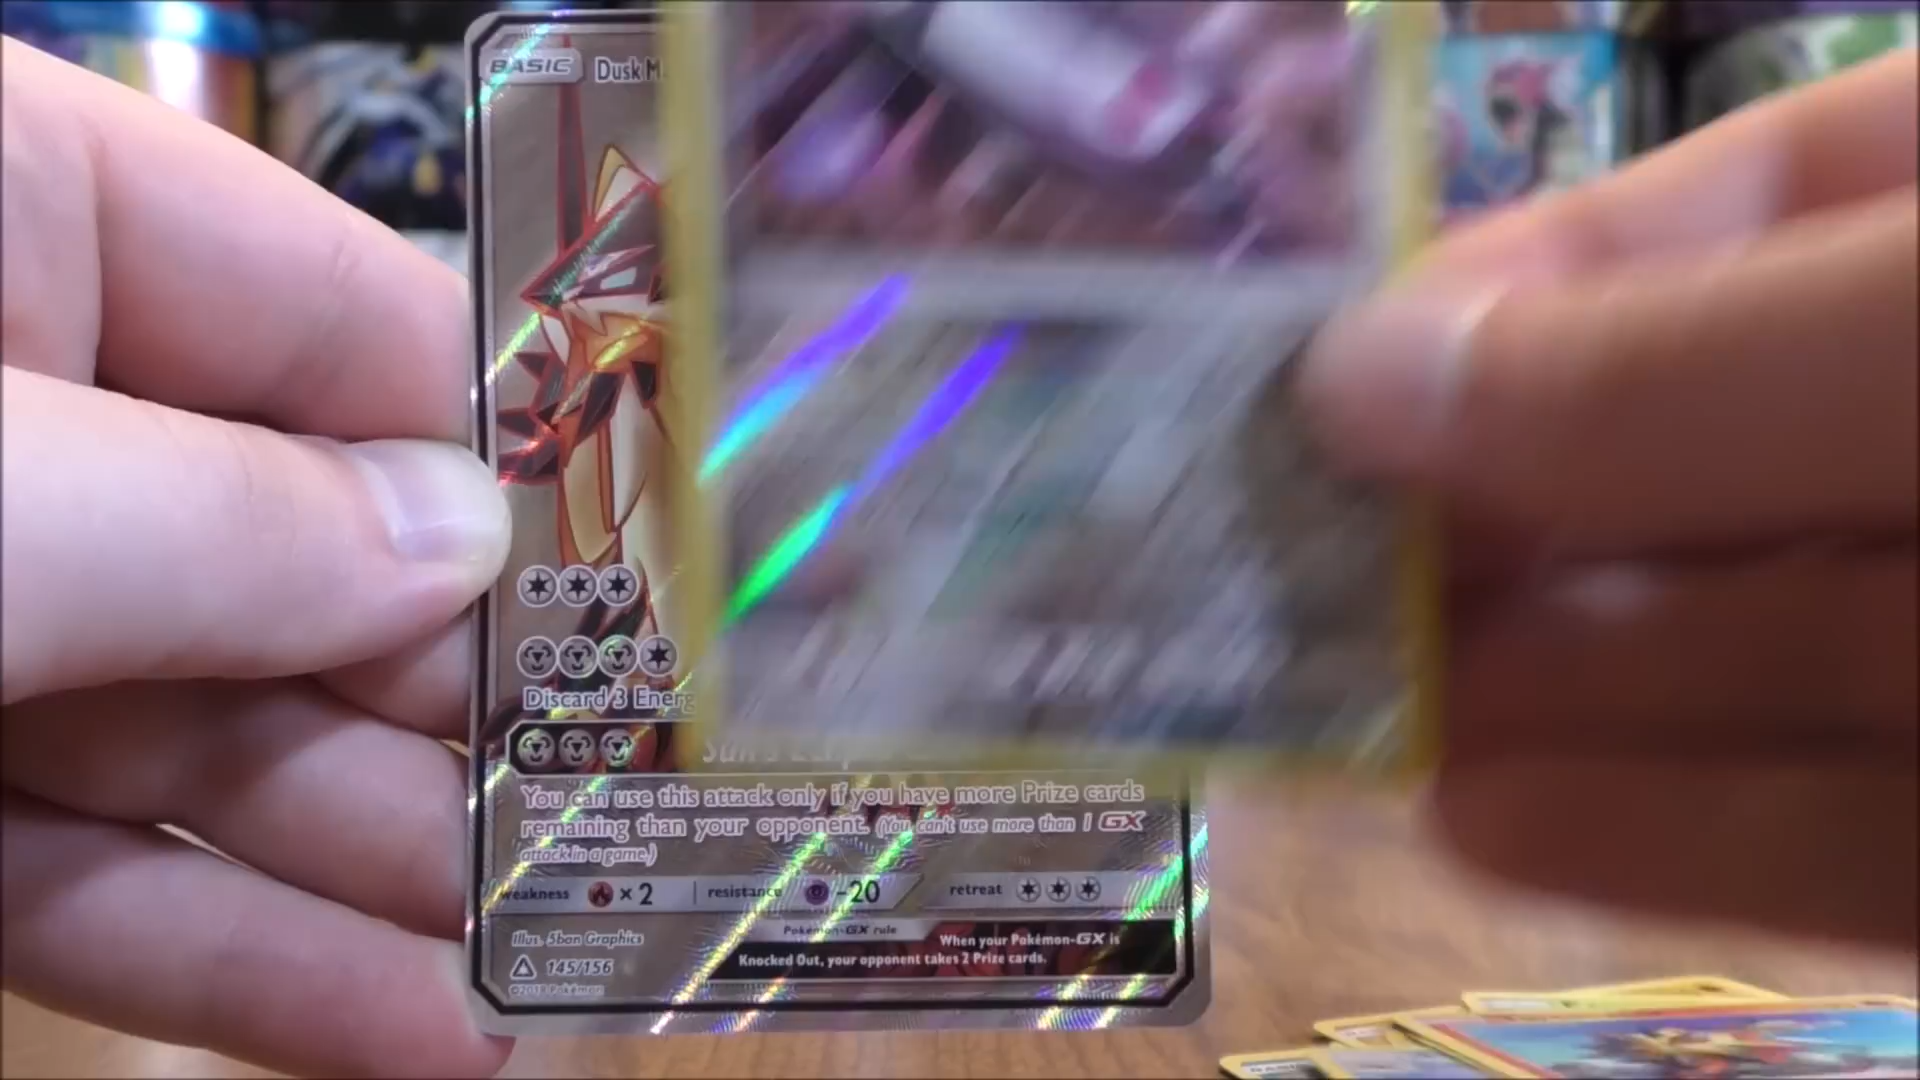 BASIC Dusk M
Discard 3 Energ
You can use this attack only if you have more Prize cards
remaining than your opponent. (You can't use more than 1 GX
attack in a game.)
weakness × 2 resistance -20 retreat
Pokémon-GX rule
When your Pokémon-GX is
Knocked Out, your opponent takes 2 Prize cards.
Illus. 5ban Graphics
145/156
©2018 Pokémon